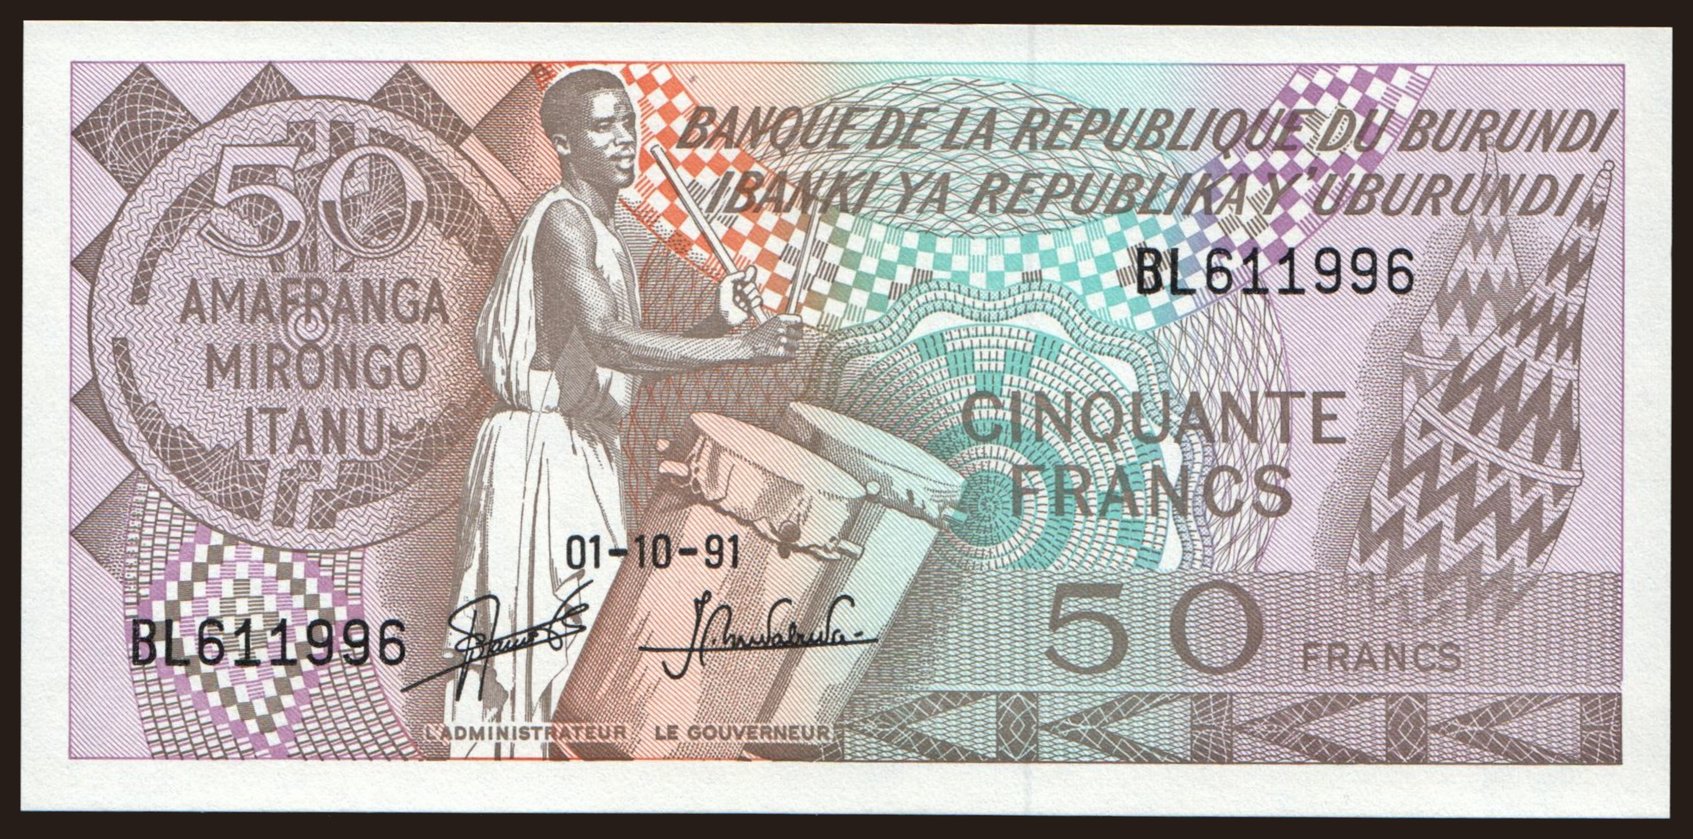 BANQUE DE LA REPUBLIQUE DU BURUNDI
IBANKI YA REPUBLIKA Y'UBURUNDI
50
AMAFRANGA
MIRONGO
ITANU
BL611996
CINQUANTE
FRANCS
01-10-91
BL611996
50 FRANCS
L'ADMINISTRATEUR LE GOUVERNEUR